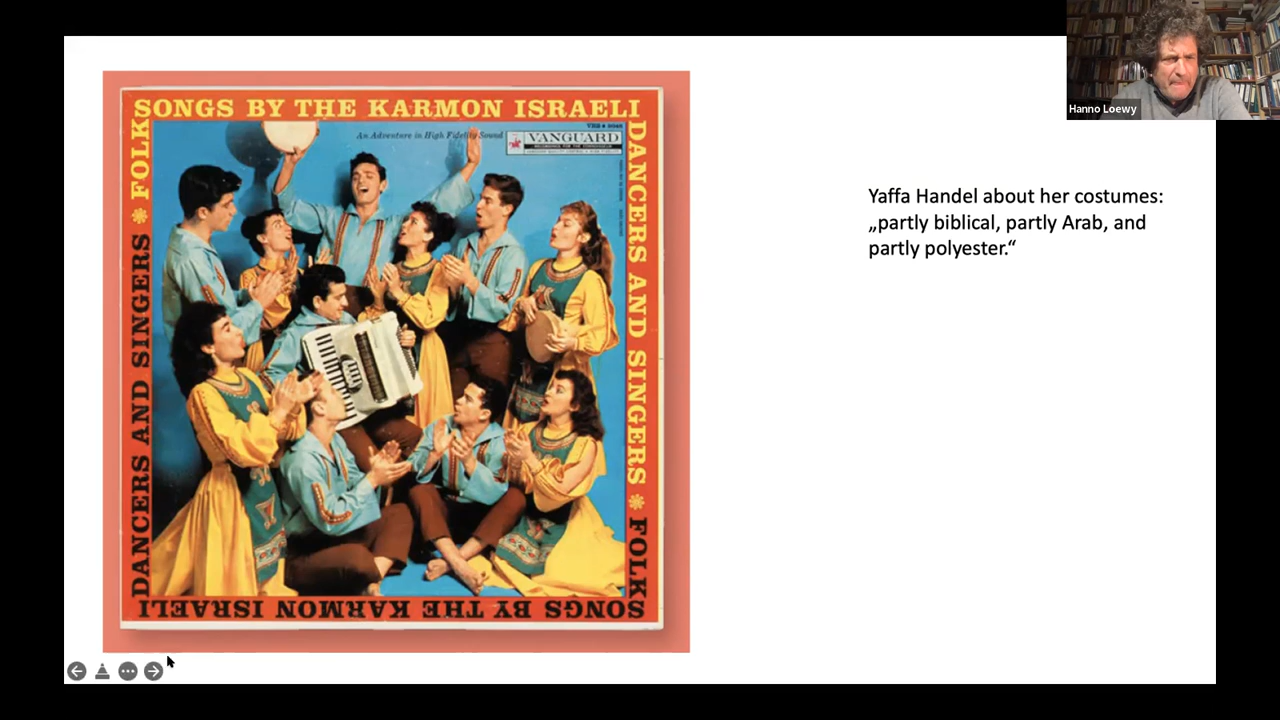 SONGS BY THE KARMON ISRAELI
DANCERS AND SINGERS ❋ FOLK
SONGS BY THE KARMON ISRAELI
DANCERS AND SINGERS ❋ FOLK
An Adventure in High Fidelity Sound
VANGUARD
Hanno Loewy
Yaffa Handel about her costumes:
„partly biblical, partly Arab, and
partly polyester.“